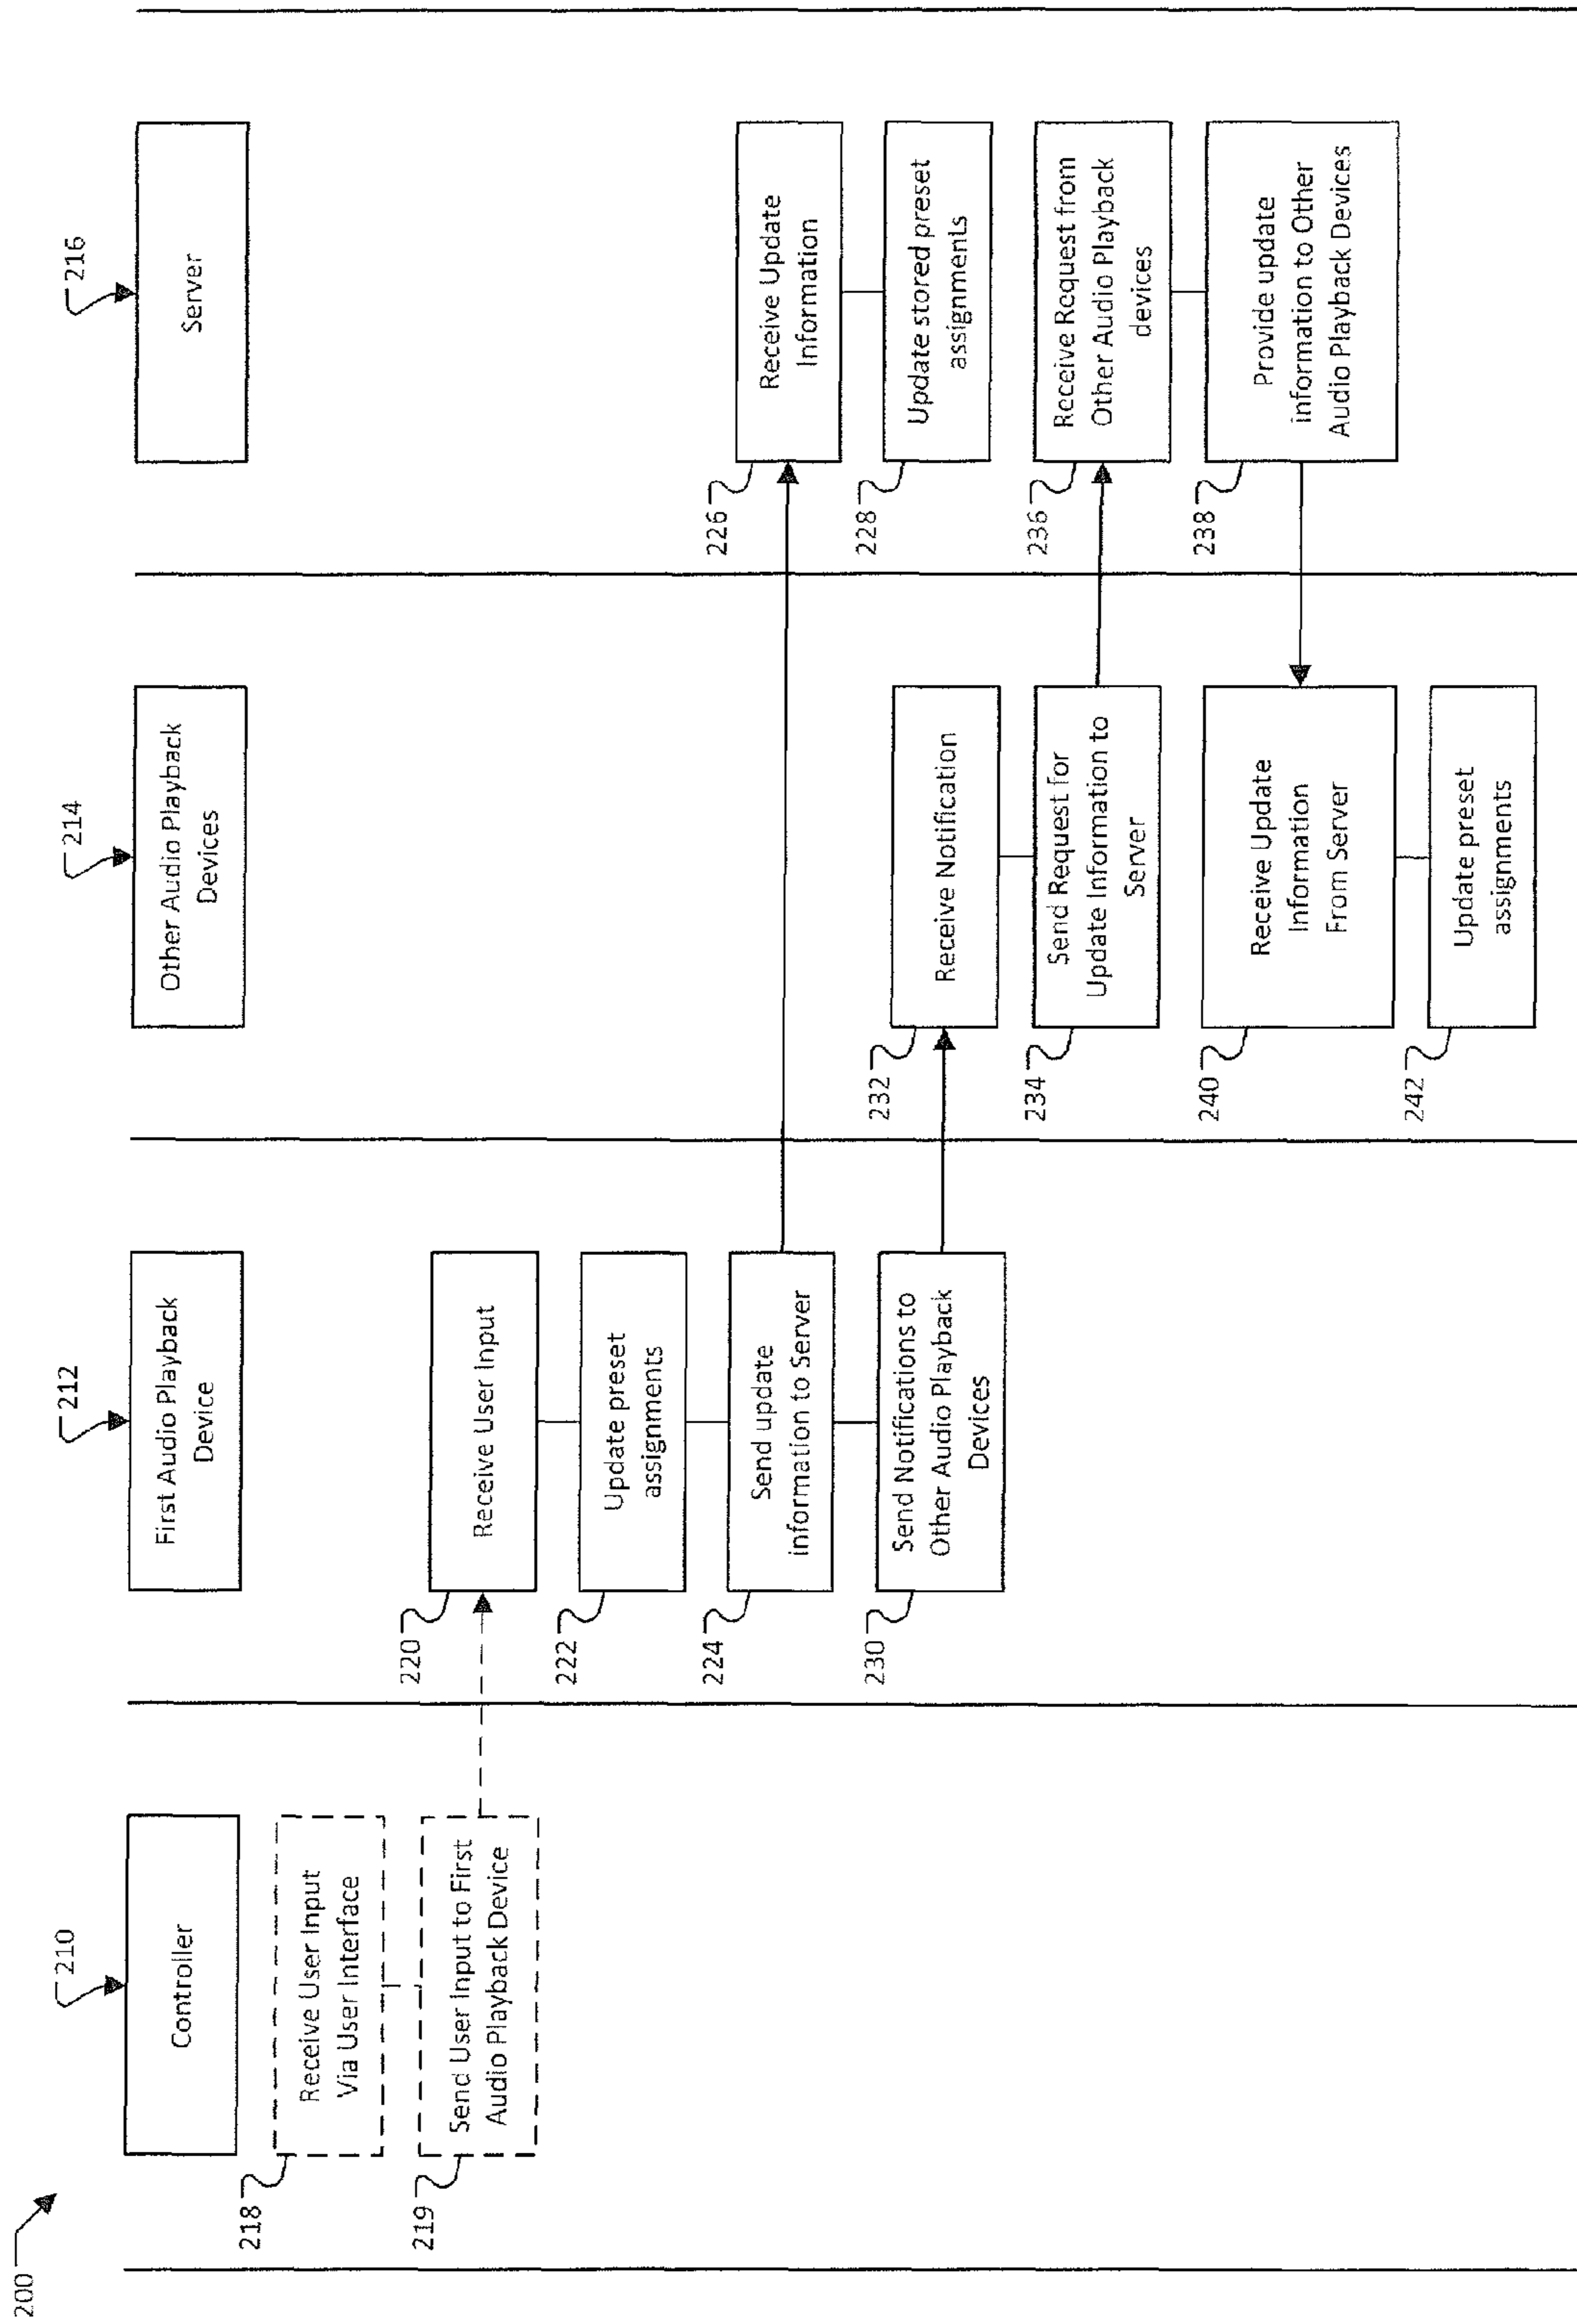 200
210
Controller
212
First Audio Playback
Device
214
Other Audio Playback
Devices
216
Server
218
Receive User Input
Via User Interface
219
Send User Input to First
Audio Playback Device
220
Receive User Input
222
Update preset
assignments
224
Send update
information to Server
226
Receive Update
Information
228
Update stored preset
assignments
230
Send Notifications to
Other Audio Playback
Devices
232
Receive Notification
234
Send Request for
Update Information to
Server
236
Receive Request from
Other Audio Playback
devices
238
Provide update
information to Other
Audio Playback Devices
240
Receive Update
Information
From Server
242
Update preset
assignments